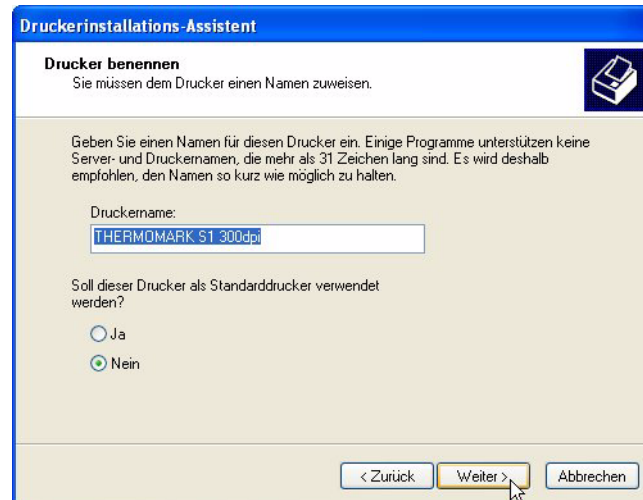 Druckerinstallations-Assistent
Drucker benennen
Sie müssen dem Drucker einen Namen zuweisen.
Geben Sie einen Namen für diesen Drucker ein. Einige Programme unterstützen keine
Server- und Druckernamen, die mehr als 31 Zeichen lang sind. Es wird deshalb
empfohlen, den Namen so kurz wie möglich zu halten.
Druckername:
THERMOMARK S1 300dpi
Soll dieser Drucker als Standarddrucker verwendet
werden?
Ja
Nein
< Zurück Weiter > Abbrechen